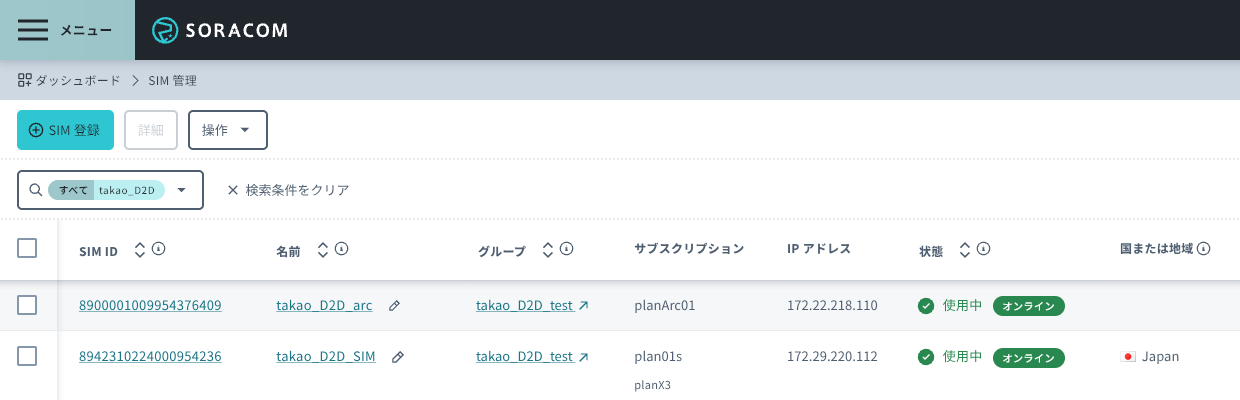 メニュー SORACOM
ダッシュボード SIM 管理
SIM 登録 詳細 操作
すべて takao_D2D 検索条件をクリア
SIM ID 名前 グループ サブスクリプション IP アドレス 状態 国または地域
8900001009954376409 takao_D2D_arc takao_D2D_test planArc01 172.22.218.110 使用中 オンライン
8942310224000954236 takao_D2D_SIM takao_D2D_test plan01s 172.29.220.112 使用中 オンライン Japan
planX3